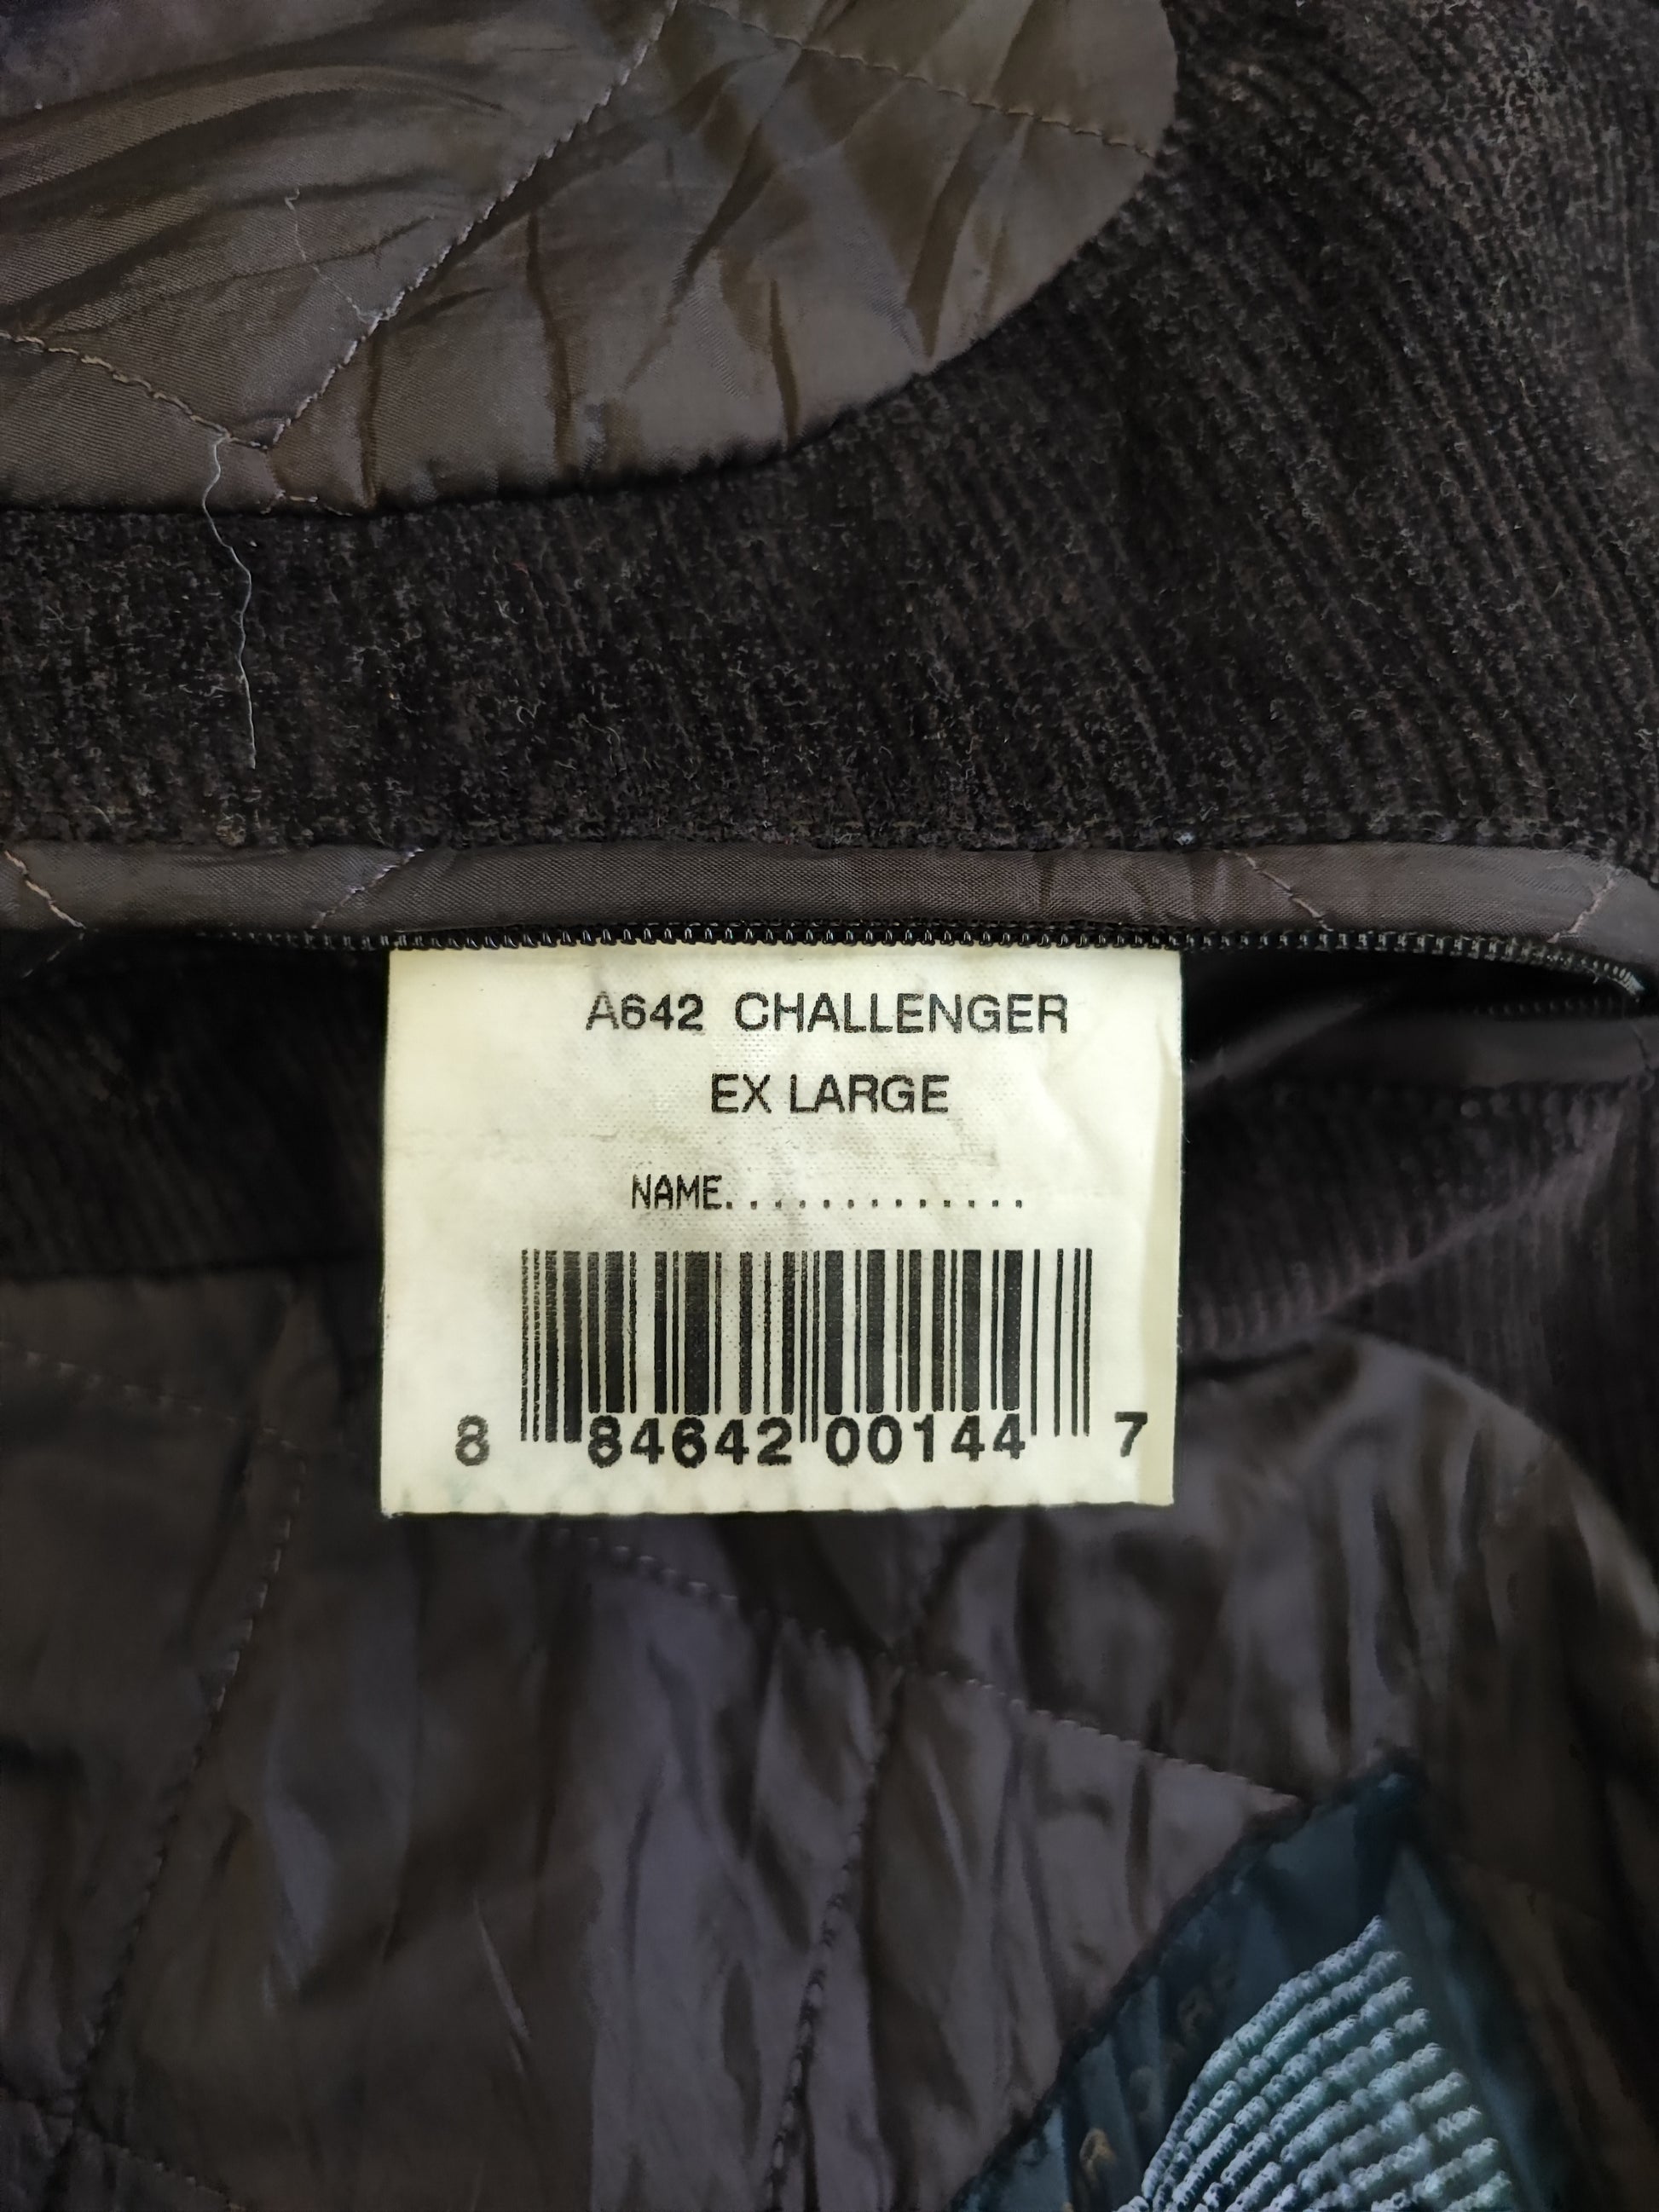 A642 CHALLENGER
EX LARGE
NAME.............
8 84642 00144 7